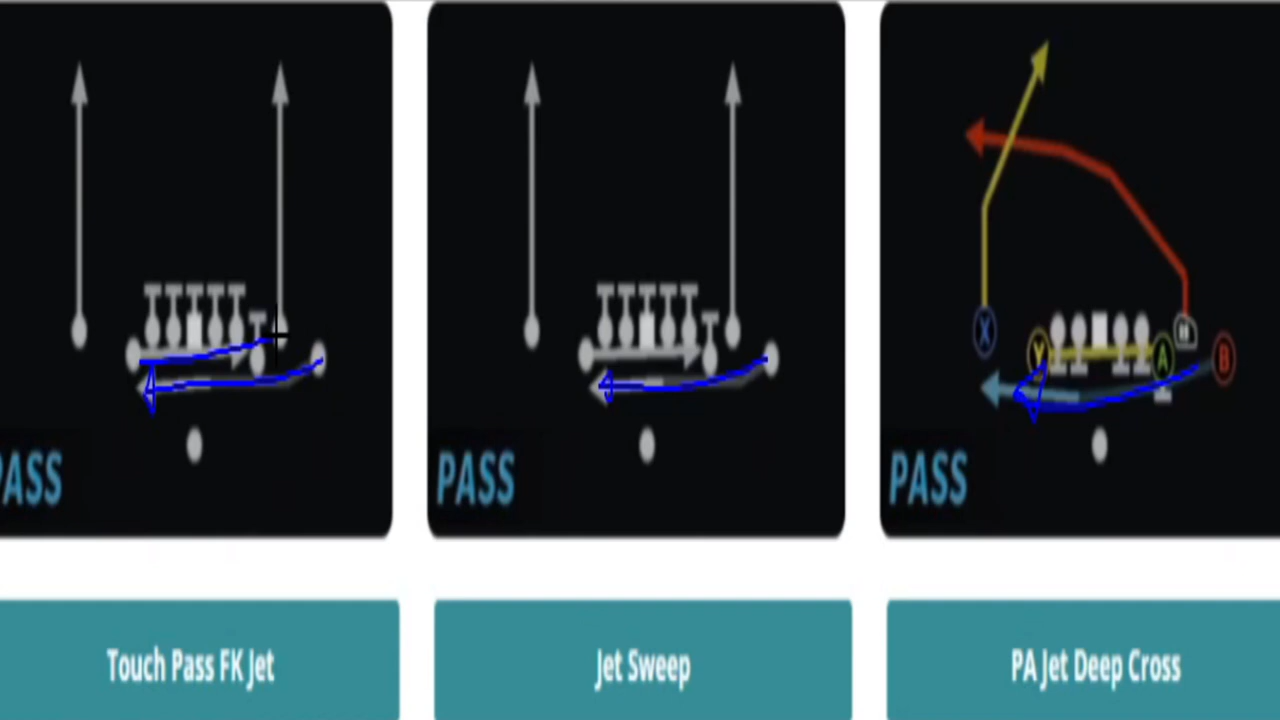 PASS
PASS
PASS
X
Y
A
H
B
Touch Pass FK Jet
Jet Sweep
PA Jet Deep Cross